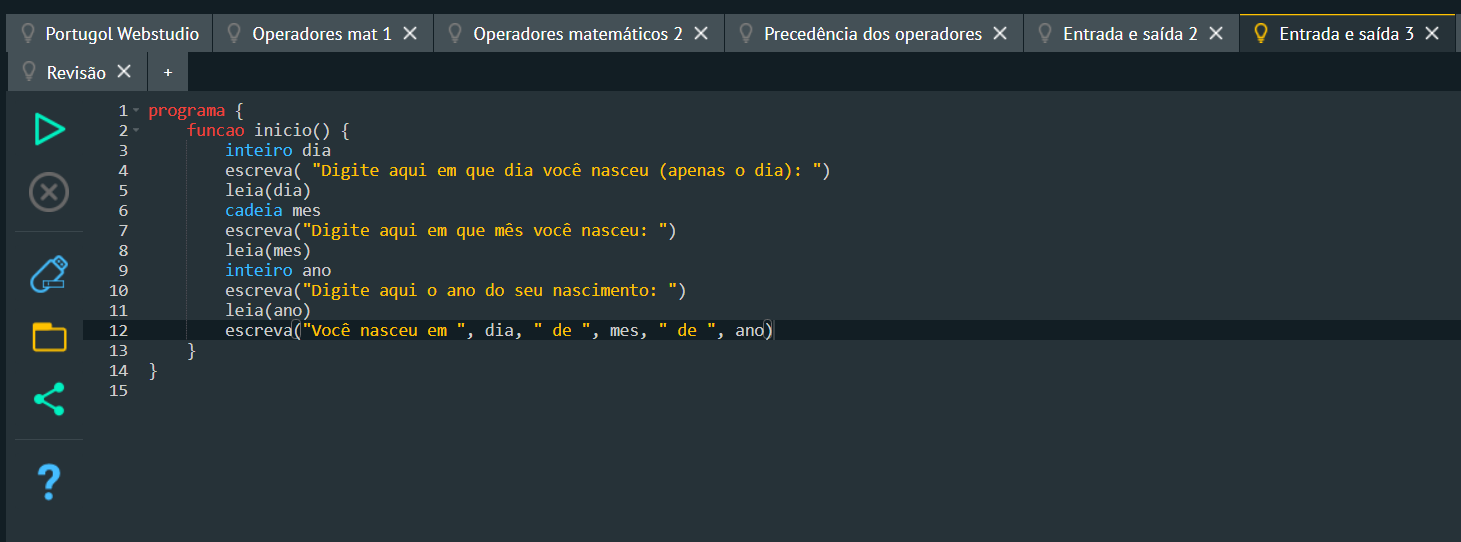 Portugol Webstudio Operadores mat 1 Operadores matemáticos 2 Precedência dos operadores Entrada e saída 2 Entrada e saída 3
Revisão +
1 programa {
2 funcao inicio() {
3 inteiro dia
4 escreva( "Digite aqui em que dia você nasceu (apenas o dia): ")
5 leia(dia)
6 cadeia mes
7 escreva("Digite aqui em que mês você nasceu: ")
8 leia(mes)
9 inteiro ano
10 escreva("Digite aqui o ano do seu nascimento: ")
11 leia(ano)
12 escreva("Você nasceu em ", dia, " de ", mes, " de ", ano)
13 }
14 }
15
?